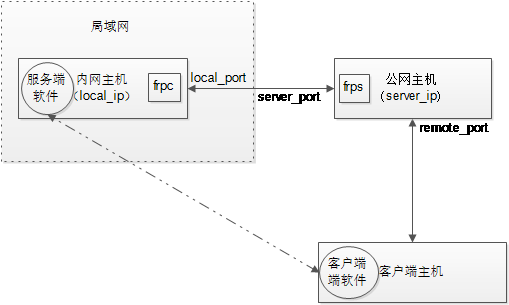 局域网
服务端
软件
内网主机
（local_ip）
frpc
local_port
server_port
frps
公网主机
(server_ip)
remote_port
客户端
端软件
客户端主机